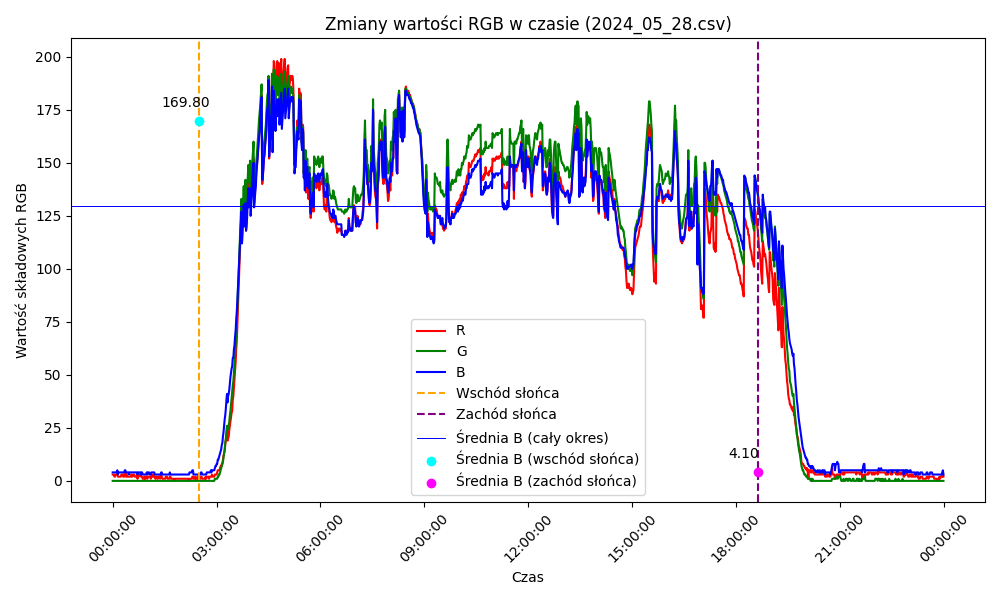 Zmiany wartości RGB w czasie (2024_05_28.csv)
Wartość składowych RGB
200
175
150
125
100
75
50
25
0
169.80
4.10
R
G
B
Wschód słońca
Zachód słońca
Średnia B (cały okres)
Średnia B (wschód słońca)
Średnia B (zachód słońca)
00:00:00
03:00:00
06:00:00
09:00:00
12:00:00
15:00:00
18:00:00
21:00:00
00:00:00
Czas